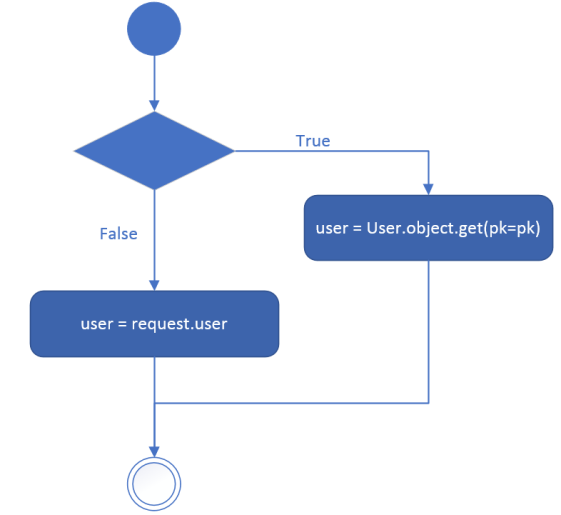 True
user = User.object.get(pk=pk)
False
user = request.user